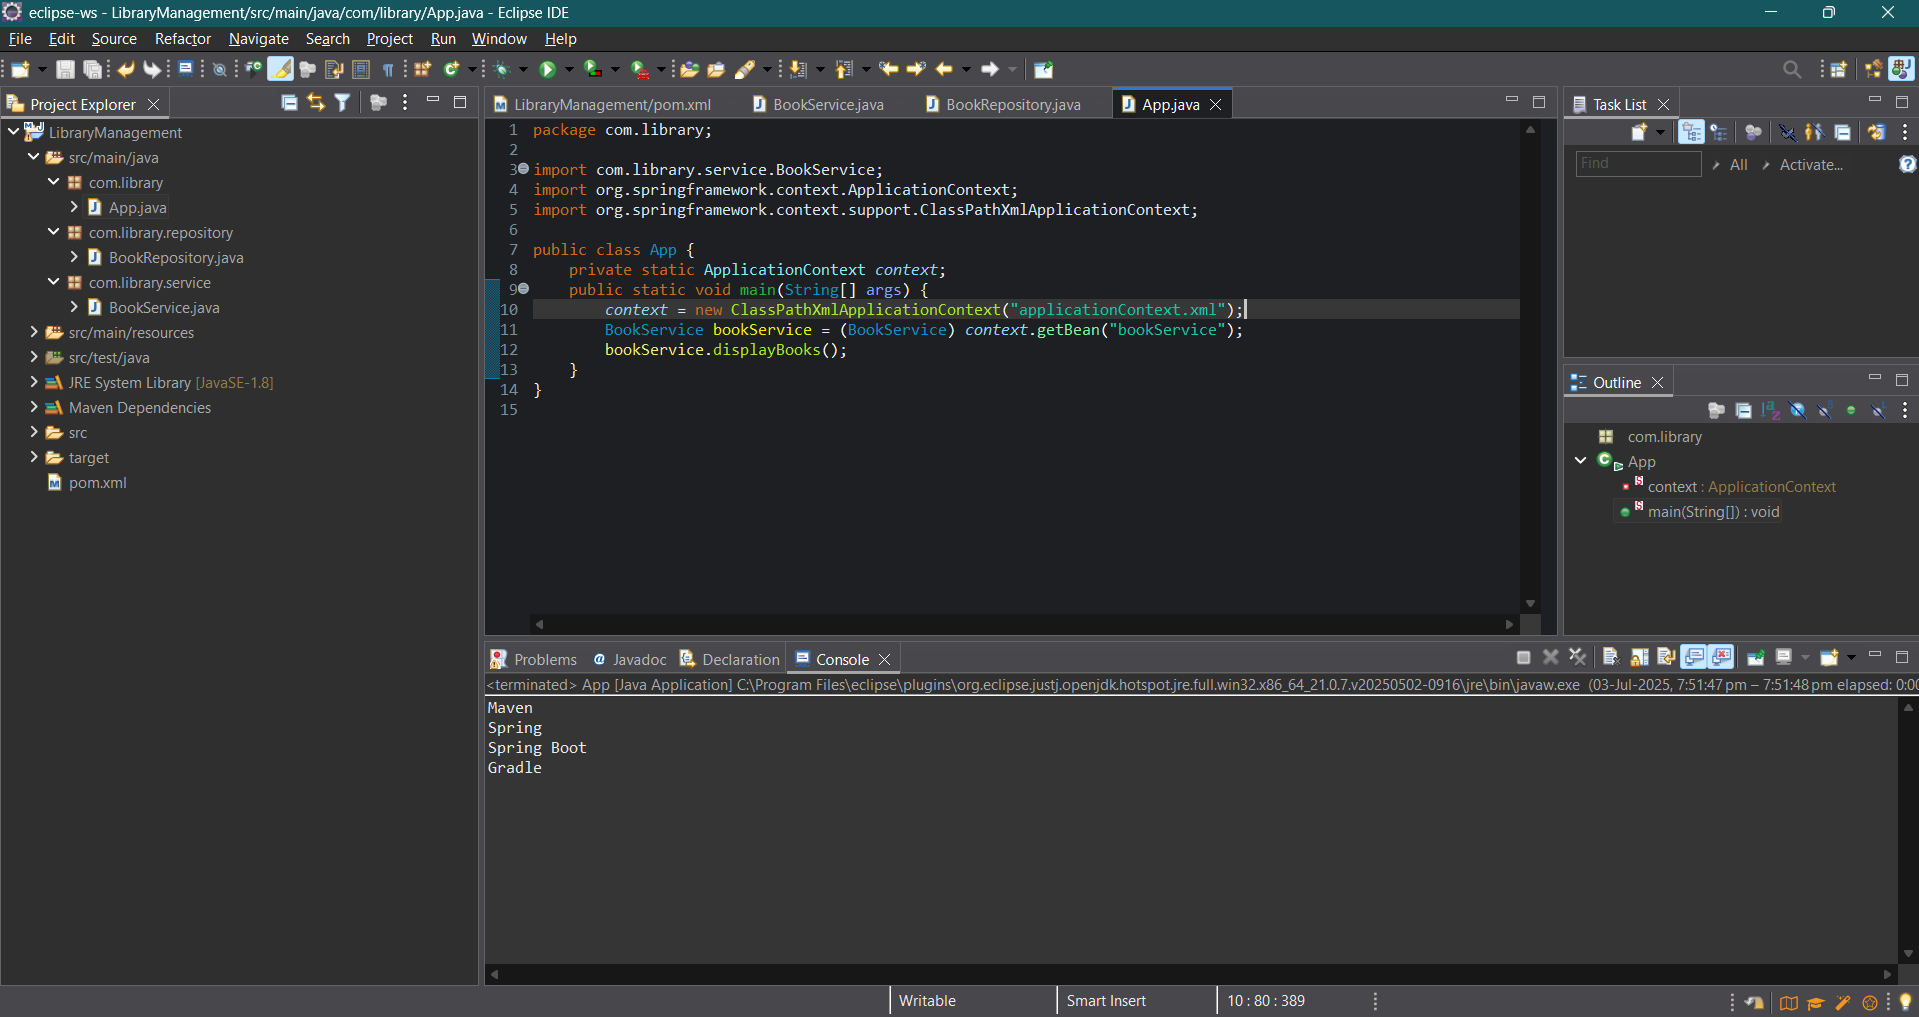 eclipse-ws - LibraryManagement/src/main/java/com/library/App.java - Eclipse IDE
File Edit Source Refactor Navigate Search Project Run Window Help
Project Explorer
LibraryManagement
src/main/java
com.library
App.java
com.library.repository
BookRepository.java
com.library.service
BookService.java
src/main/resources
src/test/java
JRE System Library [JavaSE-1.8]
Maven Dependencies
src
target
pom.xml
LibraryManagement/pom.xml BookService.java BookRepository.java App.java
1 package com.library;
2
3 import com.library.service.BookService;
4 import org.springframework.context.ApplicationContext;
5 import org.springframework.context.support.ClassPathXmlApplicationContext;
6
7 public class App {
8 private static ApplicationContext context;
9 public static void main(String[] args) {
10 context = new ClassPathXmlApplicationContext("applicationContext.xml");
11 BookService bookService = (BookService) context.getBean("bookService");
12 bookService.displayBooks();
13 }
14 }
15
Task List
Find All Activate...
Outline
com.library
App
context : ApplicationContext
main(String[]) : void
Problems Javadoc Declaration Console
<terminated> App [Java Application] C:\Program Files\eclipse\plugins\org.eclipse.justj.openjdk.hotspot.jre.full.win32.x86_64_21.0.7.v20250502-0916\jre\bin\javaw.exe (03-Jul-2025, 7:51:47 pm – 7:51:48 pm elapsed: 0:00
Maven
Spring
Spring Boot
Gradle
Writable Smart Insert 10 : 80 : 389